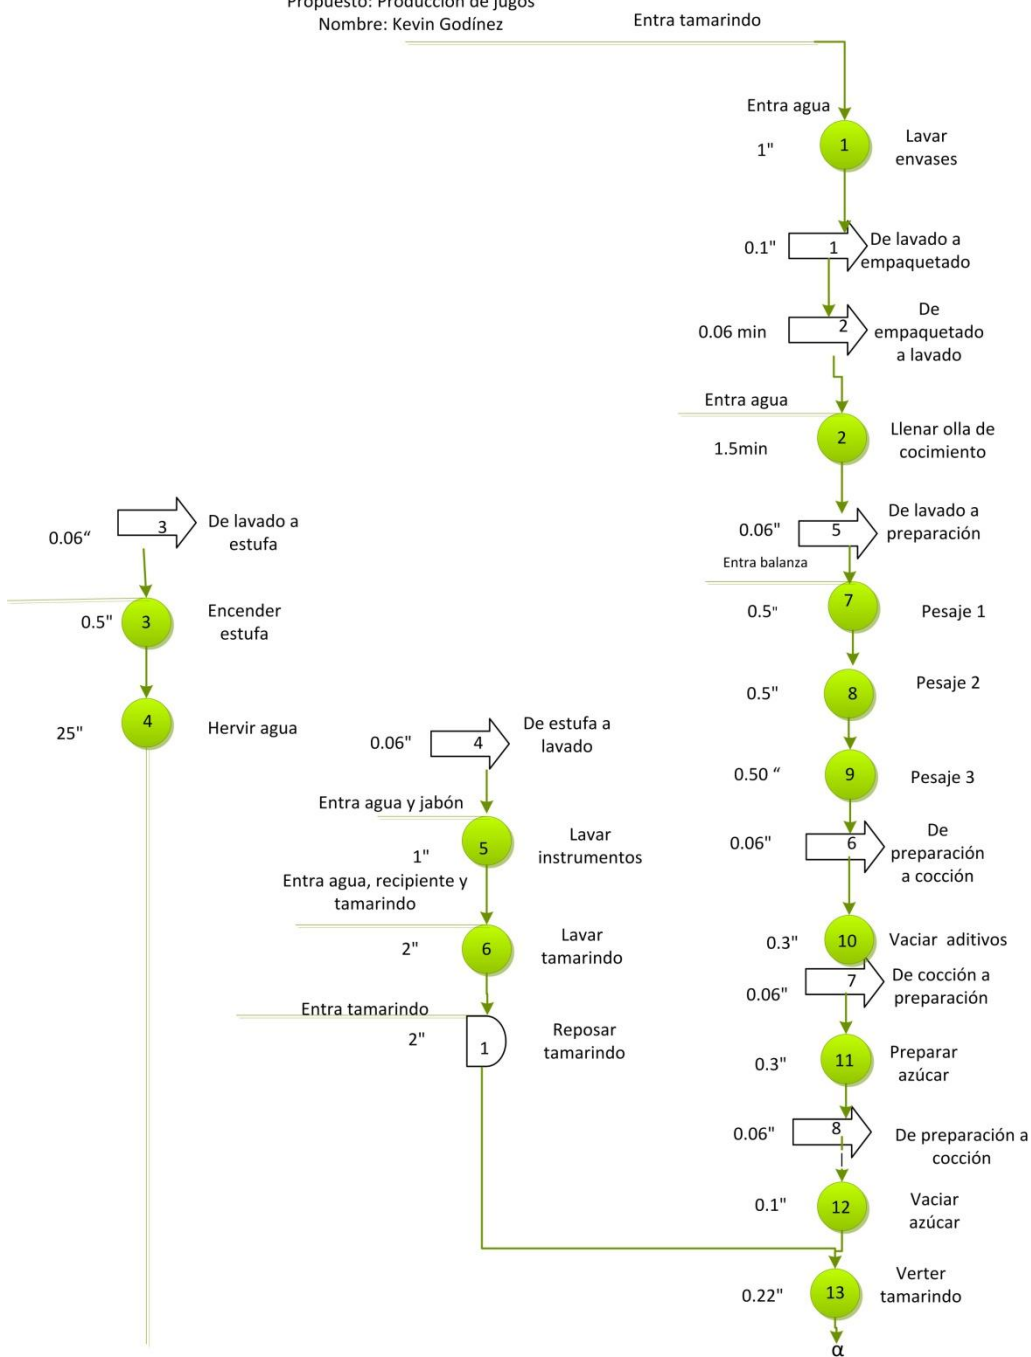 Propuesto: Producción de jugos
Nombre: Kevin Godínez
Entra tamarindo
Entra agua
1"
1
Lavar
envases
0.1"
1
De lavado a
empaquetado
0.06 min
2
De
empaquetado
a lavado
Entra agua
1.5min
2
Llenar olla de
cocimiento
0.06"
5
De lavado a
preparación
Entra balanza
0.5"
7
Pesaje 1
0.5"
8
Pesaje 2
0.50 “
9
Pesaje 3
0.06"
6
De
preparación
a cocción
0.3"
10
Vaciar aditivos
0.06"
7
De cocción a
preparación
0.3"
11
Preparar
azúcar
0.06"
8
De preparación a
cocción
0.1"
12
Vaciar
azúcar
0.22"
13
Verter
tamarindo
α
0.06“
3
De lavado a
estufa
0.5"
3
Encender
estufa
25"
4
Hervir agua
0.06"
4
De estufa a
lavado
Entra agua y jabón
1"
5
Lavar
instrumentos
Entra agua, recipiente y
tamarindo
2"
6
Lavar
tamarindo
Entra tamarindo
2"
1
Reposar
tamarindo